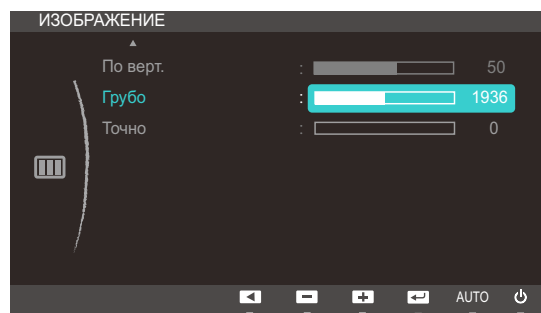 ИЗОБРАЖЕНИЕ
По верт. : 50
Грубо : 1936
Точно : 0
AUTO